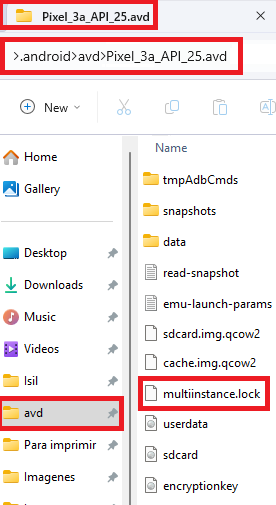 Pixel_3a_API_25.avd
>.android>avd>Pixel_3a_API_25.avd
New
Name
Home
Gallery
Desktop
Downloads
Music
Videos
Isil
avd
Para imprimir
Imagenes
tmpAdbCmds
snapshots
data
read-snapshot
emu-launch-params
sdcard.img.qcow2
cache.img.qcow2
multiinstance.lock
userdata
sdcard
encryptionkey